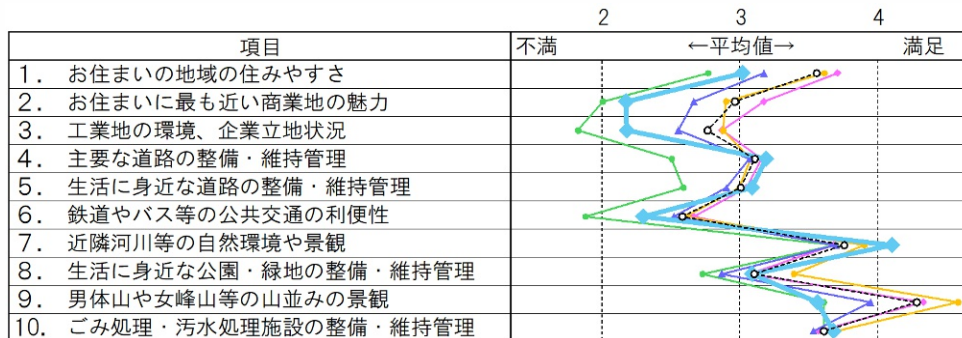 2 3 4
項目 不満 ←平均値→ 満足
1. お住まいの地域の住みやすさ
2. お住まいに最も近い商業地の魅力
3. 工業地の環境、企業立地状況
4. 主要な道路の整備・維持管理
5. 生活に身近な道路の整備・維持管理
6. 鉄道やバス等の公共交通の利便性
7. 近隣河川等の自然環境や景観
8. 生活に身近な公園・緑地の整備・維持管理
9. 男体山や女峰山等の山並みの景観
10. ごみ処理・汚水処理施設の整備・維持管理